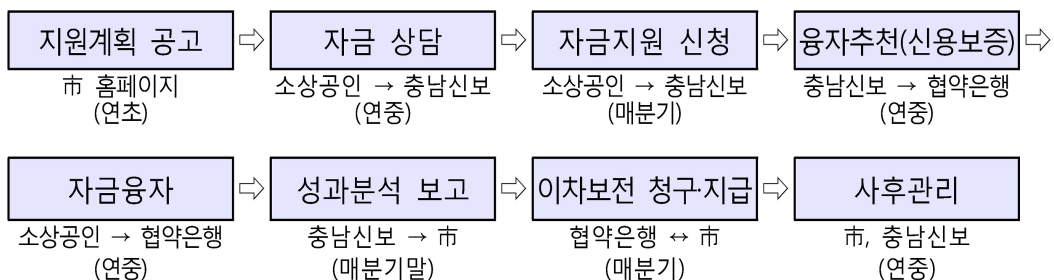 지원계획 공고 ⇨ 자금 상담 ⇨ 자금지원 신청 ⇨ 융자추천(신용보증) ⇨
市 홈페이지 소상공인 → 충남신보 소상공인 → 충남신보 충남신보 → 협약은행
(연초) (연중) (매분기) (연중)
자금융자 ⇨ 성과분석 보고 ⇨ 이차보전 청구·지급 ⇨ 사후관리
소상공인 → 협약은행 충남신보 → 市 협약은행 ↔ 市 市, 충남신보
(연중) (매분기말) (매분기) (연중)